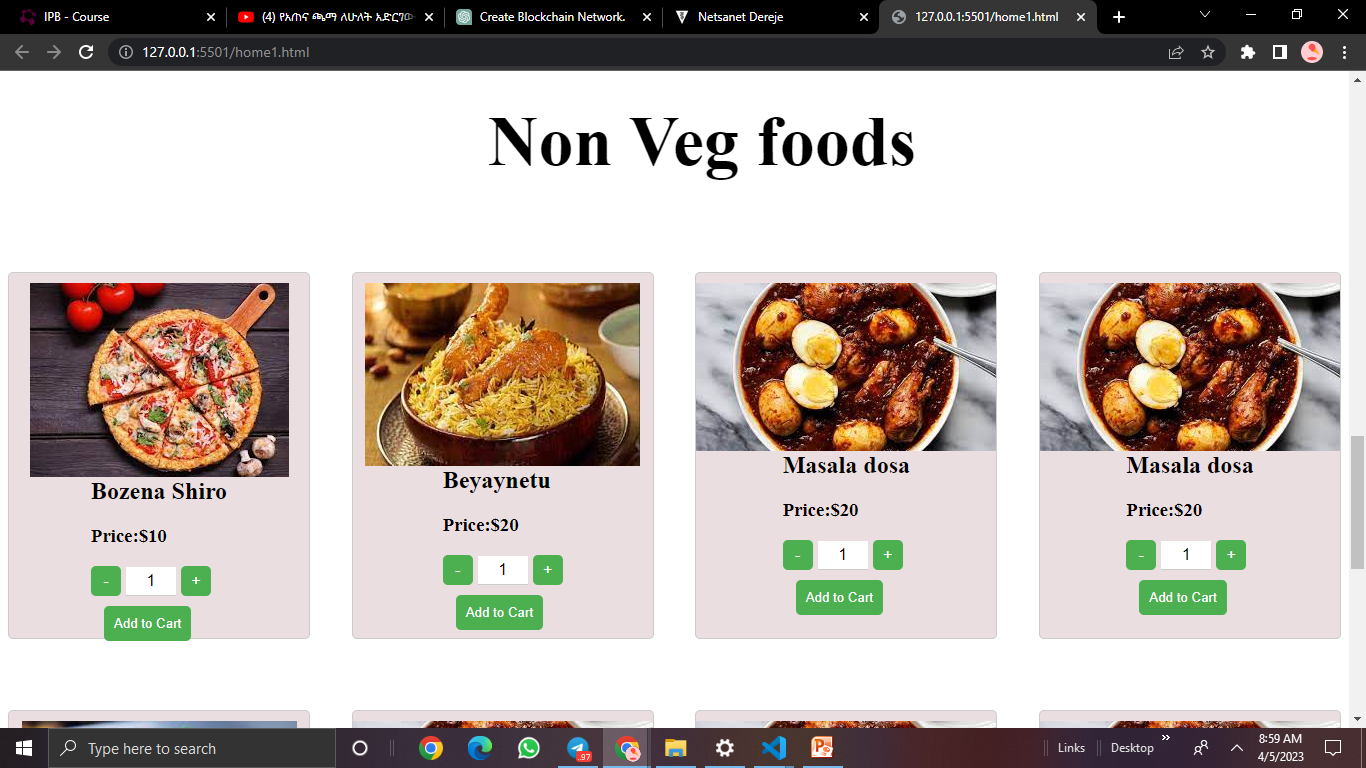 IPB - Course
(4) የአጠና ጫማ ለሁለት አድርገው
Create Blockchain Network.
Netsanet Dereje
127.0.0.1:5501/home1.html
127.0.0.1:5501/home1.html
Non Veg foods
Bozena Shiro
Price:$10
- 1 +
Add to Cart
Beyaynetu
Price:$20
- 1 +
Add to Cart
Masala dosa
Price:$20
- 1 +
Add to Cart
Masala dosa
Price:$20
- 1 +
Add to Cart
Type here to search
.97
Links
Desktop
8:59 AM
4/5/2023